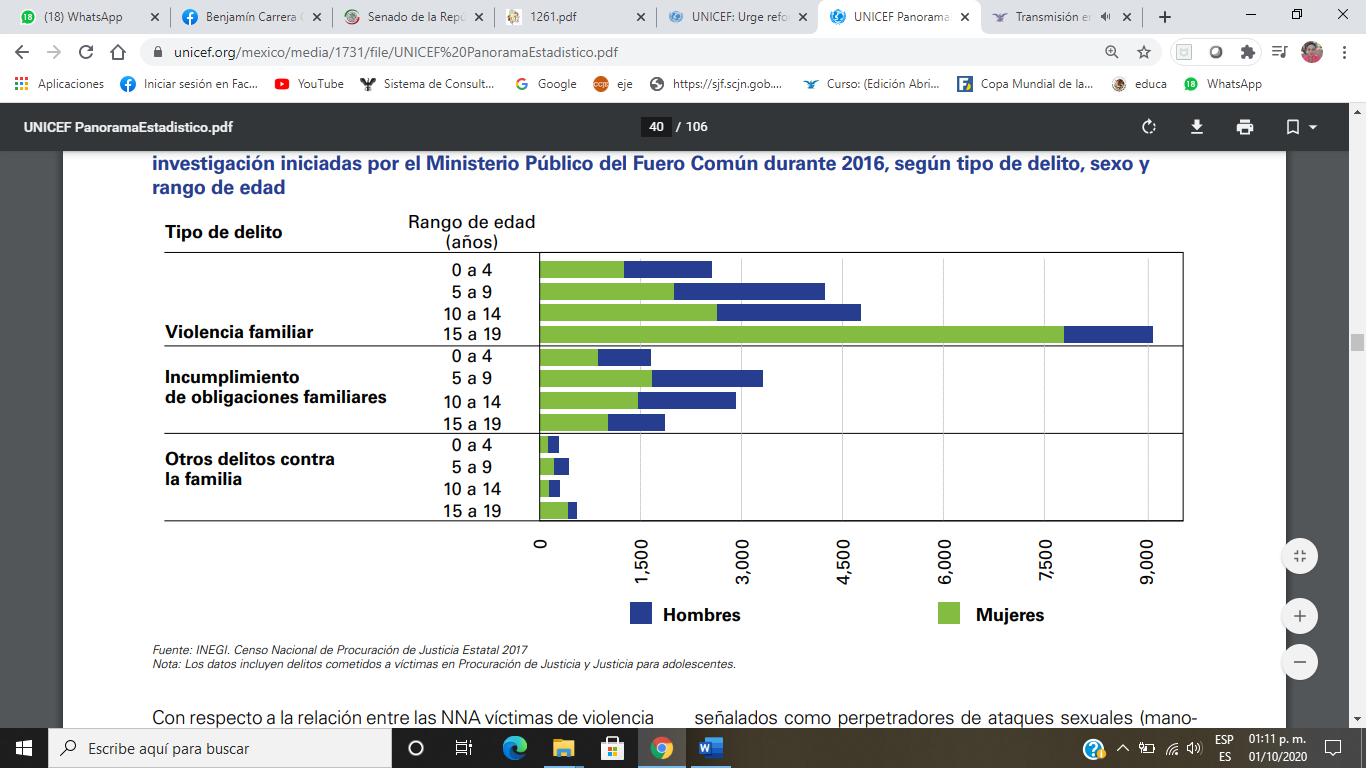 (18) WhatsApp
Benjamín Carrera
Senado de la Repú
1261.pdf
UNICEF: Urge refo
UNICEF Panorama
Transmisión e
unicef.org/mexico/media/1731/file/UNICEF%20PanoramaEstadistico.pdf
Aplicaciones
Iniciar sesión en Fac...
YouTube
Sistema de Consult...
Google
eje
https://sjf.scjn.gob....
Curso: (Edición Abri...
Copa Mundial de la...
educa
WhatsApp
UNICEF PanoramaEstadistico.pdf
40 / 106
investigación iniciadas por el Ministerio Público del Fuero Común durante 2016, según tipo de delito, sexo y
rango de edad
Tipo de delito
Rango de edad
(años)
0 a 4
5 a 9
10 a 14
Violencia familiar
15 a 19
0 a 4
Incumplimiento
5 a 9
de obligaciones familiares
10 a 14
15 a 19
0 a 4
Otros delitos contra
5 a 9
la familia
10 a 14
15 a 19
0
1,500
3,000
4,500
6,000
7,500
9,000
Hombres
Mujeres
Fuente: INEGI. Censo Nacional de Procuración de Justicia Estatal 2017
Nota: Los datos incluyen delitos cometidos a víctimas en Procuración de Justicia y Justicia para adolescentes.
Con respecto a la relación entre las NNA víctimas de violencia
señalados como perpetradores de ataques sexuales (mano-
Escribe aquí para buscar
ESP
ES
01:11 p. m.
01/10/2020